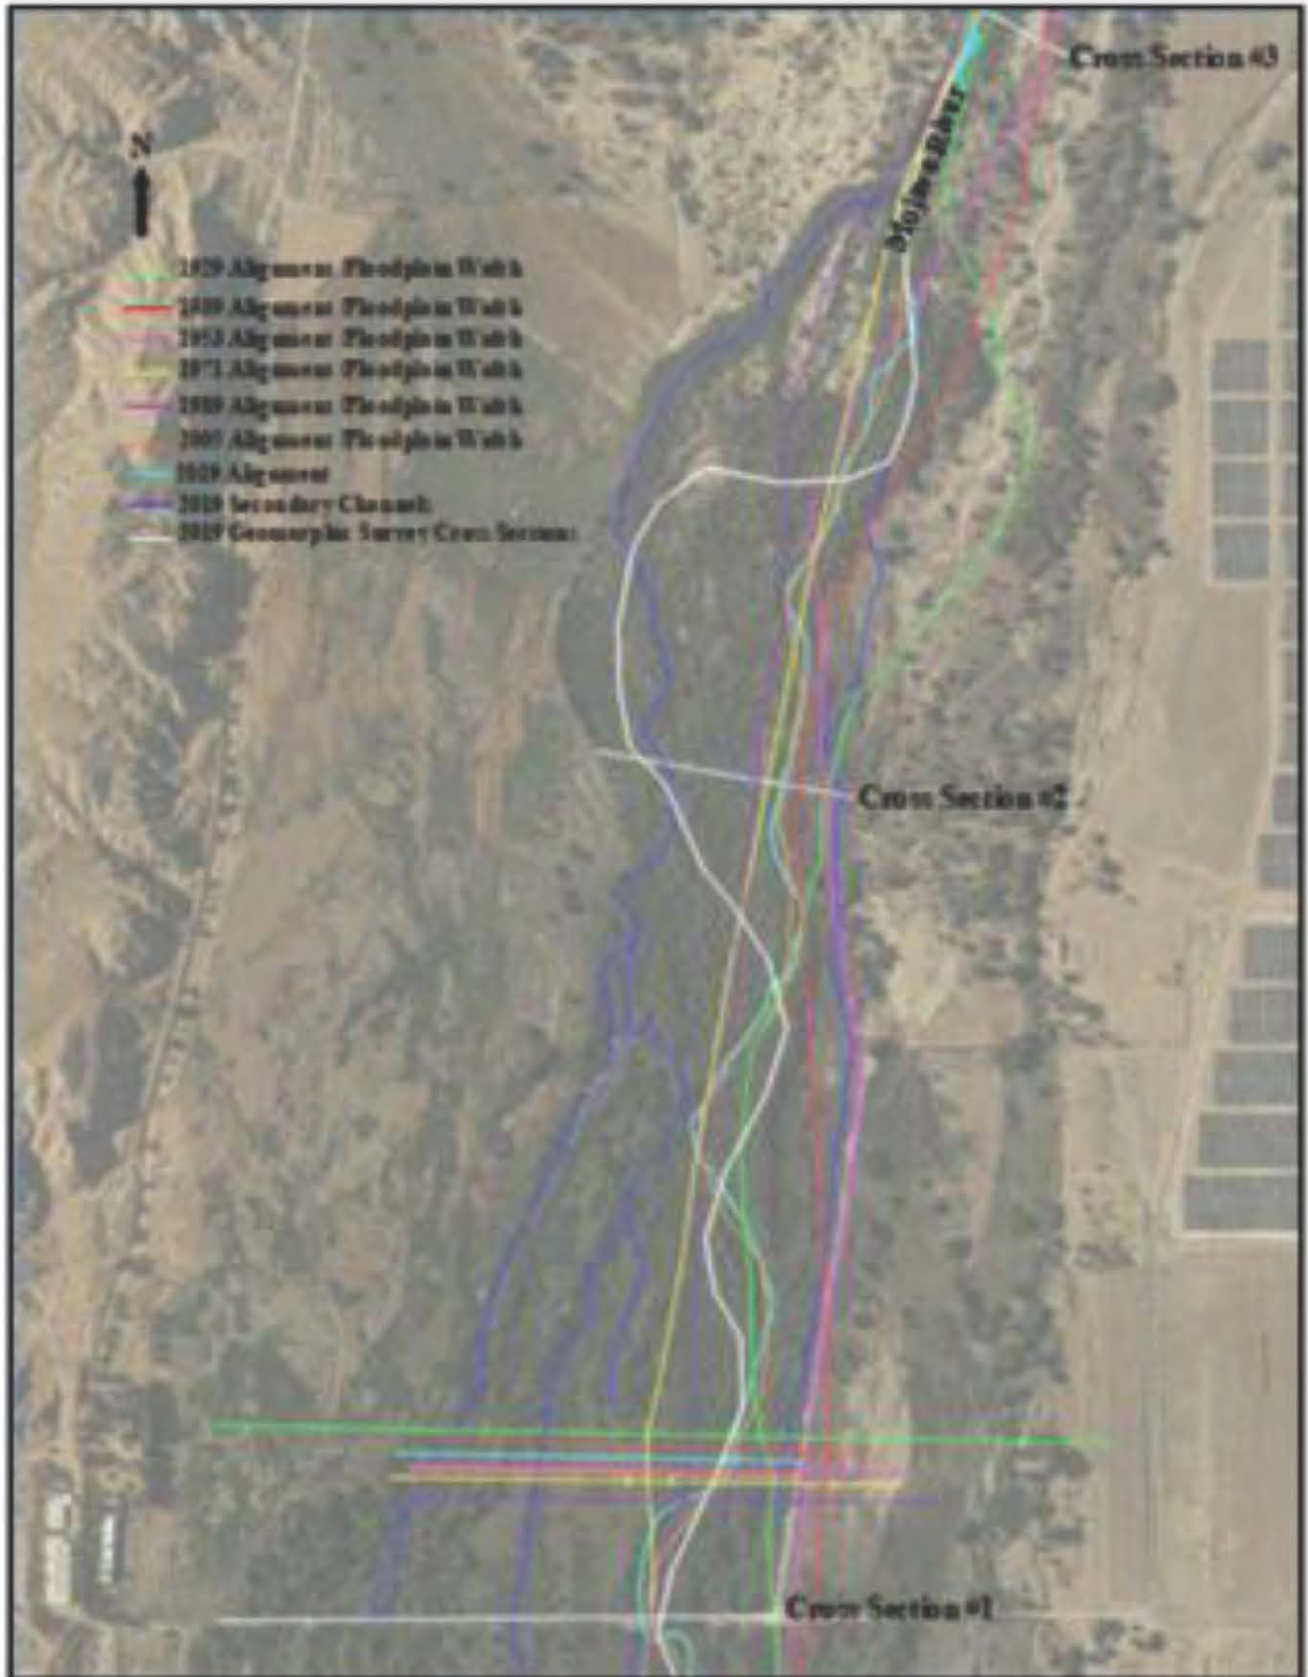 Cross Section #3
Mojave River
N
1929 Alignment/Floodplain Width
Alignment/Floodplain Width
1953 Alignment/Floodplain Width
1971 Alignment/Floodplain Width
1989 Alignment/Floodplain Width
2005 Alignment/Floodplain Width
2019 Alignment
2019 Secondary Channels
2019 Geomorphic Survey Cross Sections
Cross Section #2
Cross Section #1